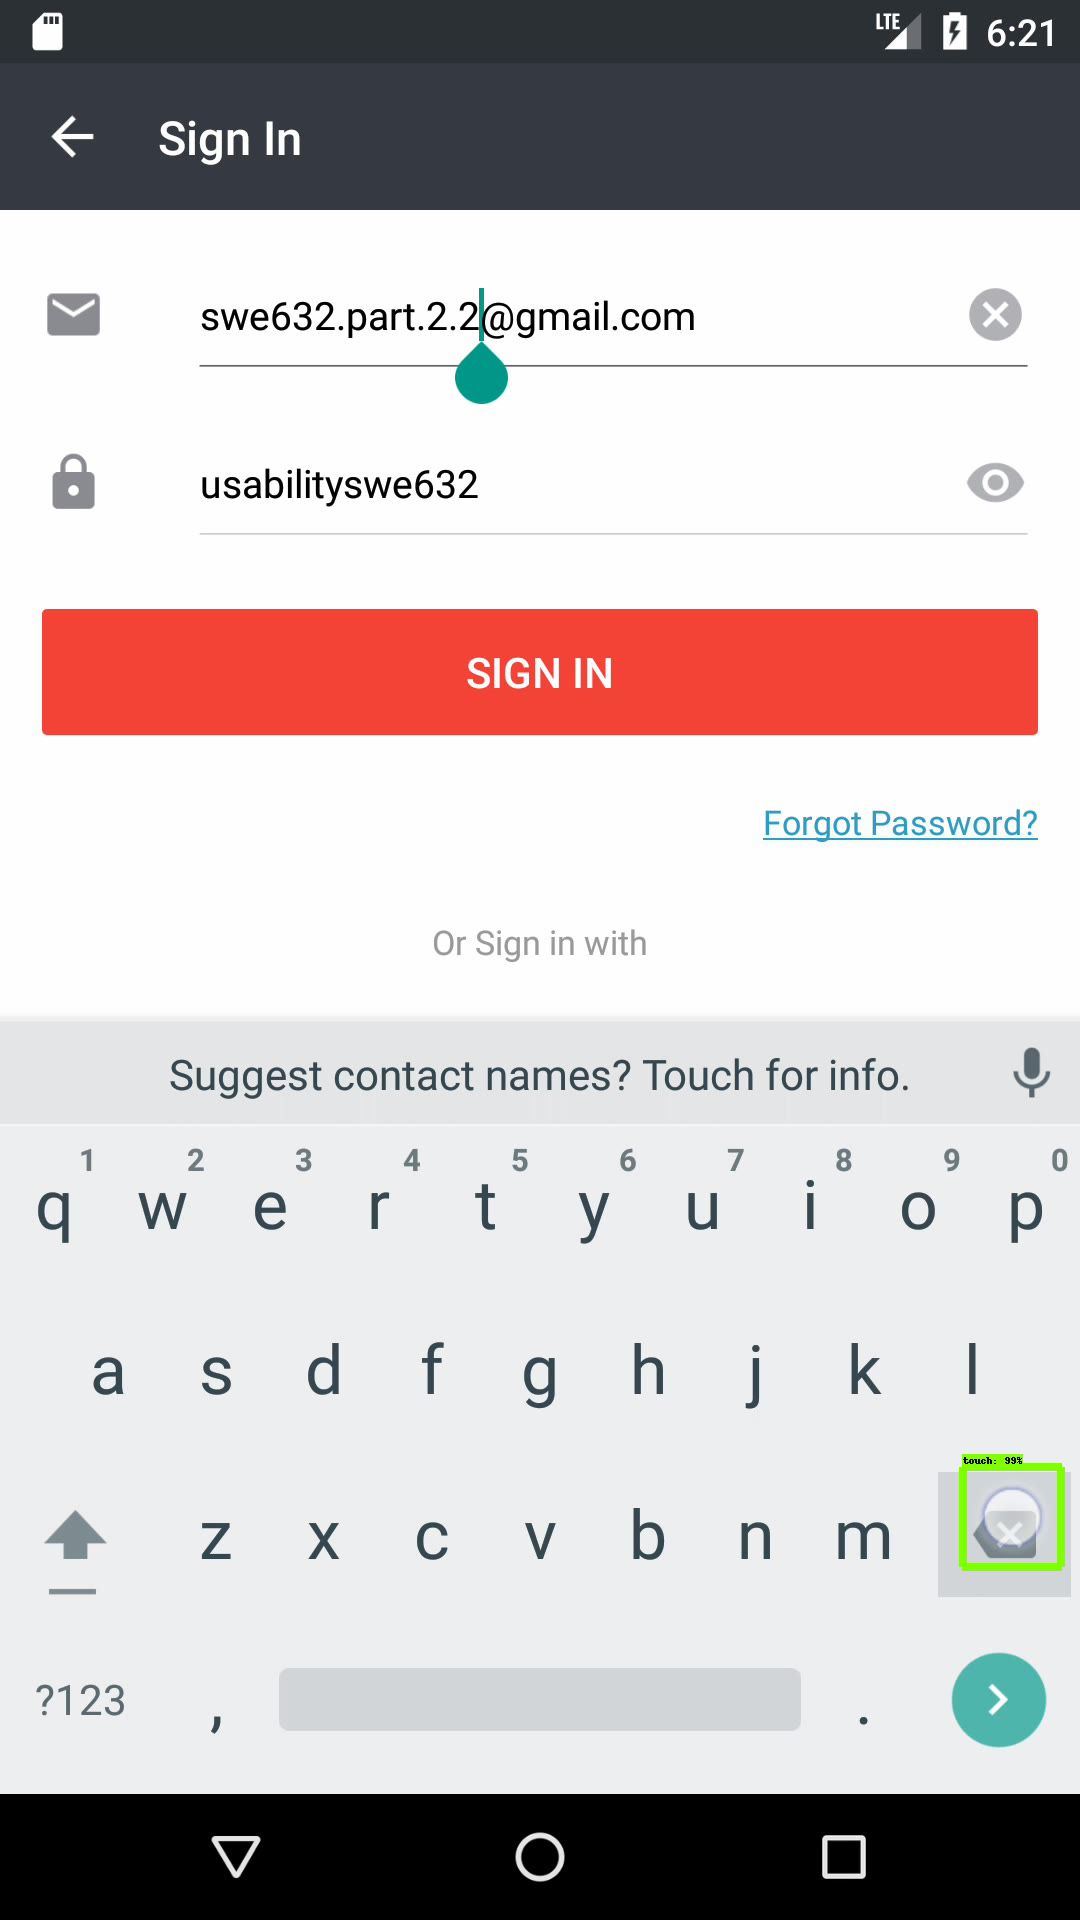 LTE 6:21
Sign In
swe632.part.2.2@gmail.com
usabilityswe632
SIGN IN
Forgot Password?
Or Sign in with
Suggest contact names? Touch for info.
1 2 3 4 5 6 7 8 9 0
q w e r t y u i o p
a s d f g h j k l
touch: 99%
z x c v b n m
?123 , .